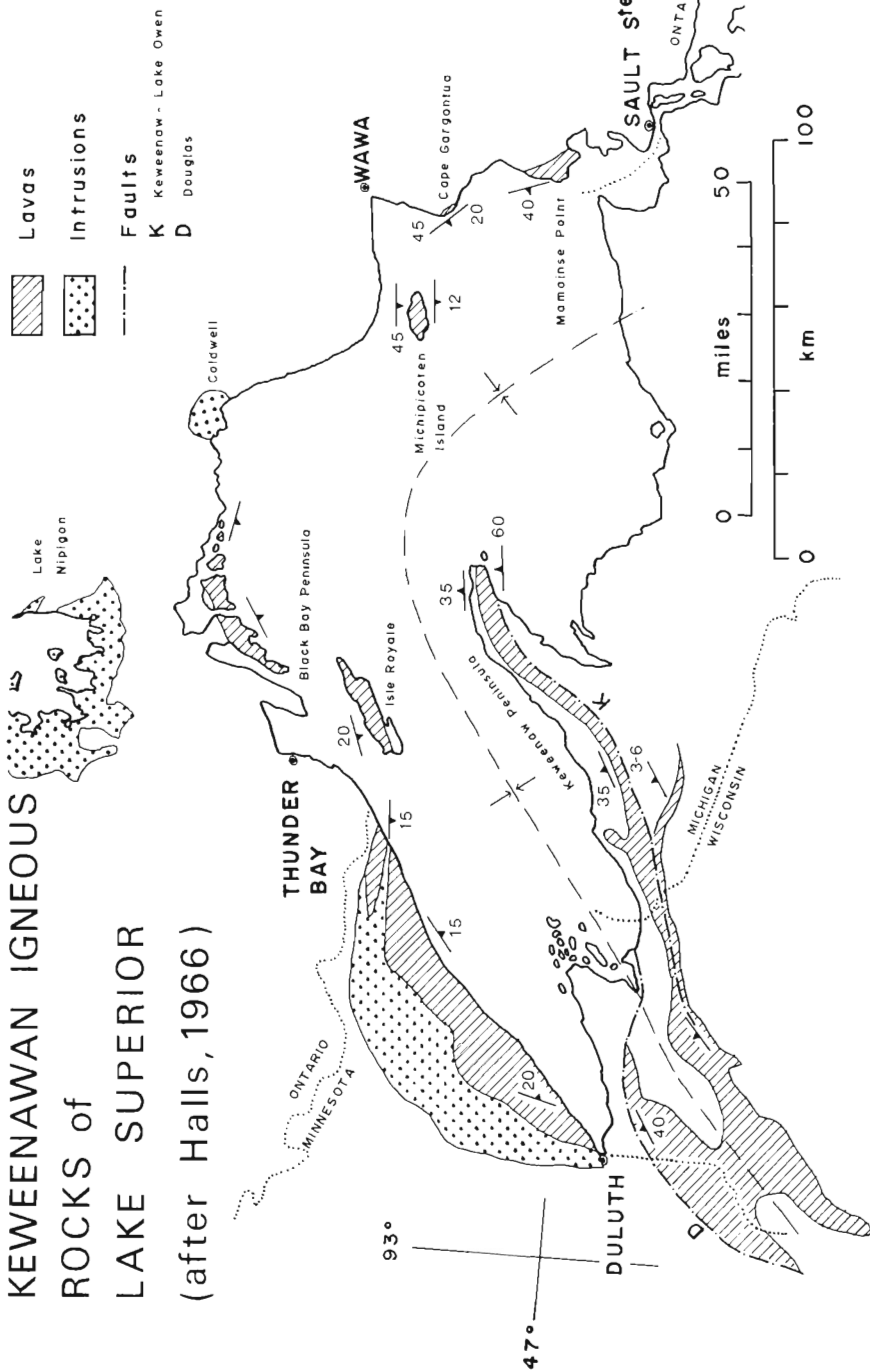 KEWEENAWAN IGNEOUS
ROCKS of
LAKE SUPERIOR
(after Halls, 1966)
Lavas
Intrusions
Faults
K Keweenaw - Lake Owen
D Douglas
Lake
Nipigon
Coldwell
WAWA
Cape Gargantua
45
20
40
Mamainse Point
SAULT Ste
ONTA
45
12
Michipicoten
Island
Black Bay Peninsula
Isle Royale
20
THUNDER
BAY
15
15
20
ONTARIO
MINNESOTA
35
60
Keweenaw Peninsula
K
35
3-6
MICHIGAN
WISCONSIN
40
D
DULUTH
93°
47°
0 miles 50
0 km 100